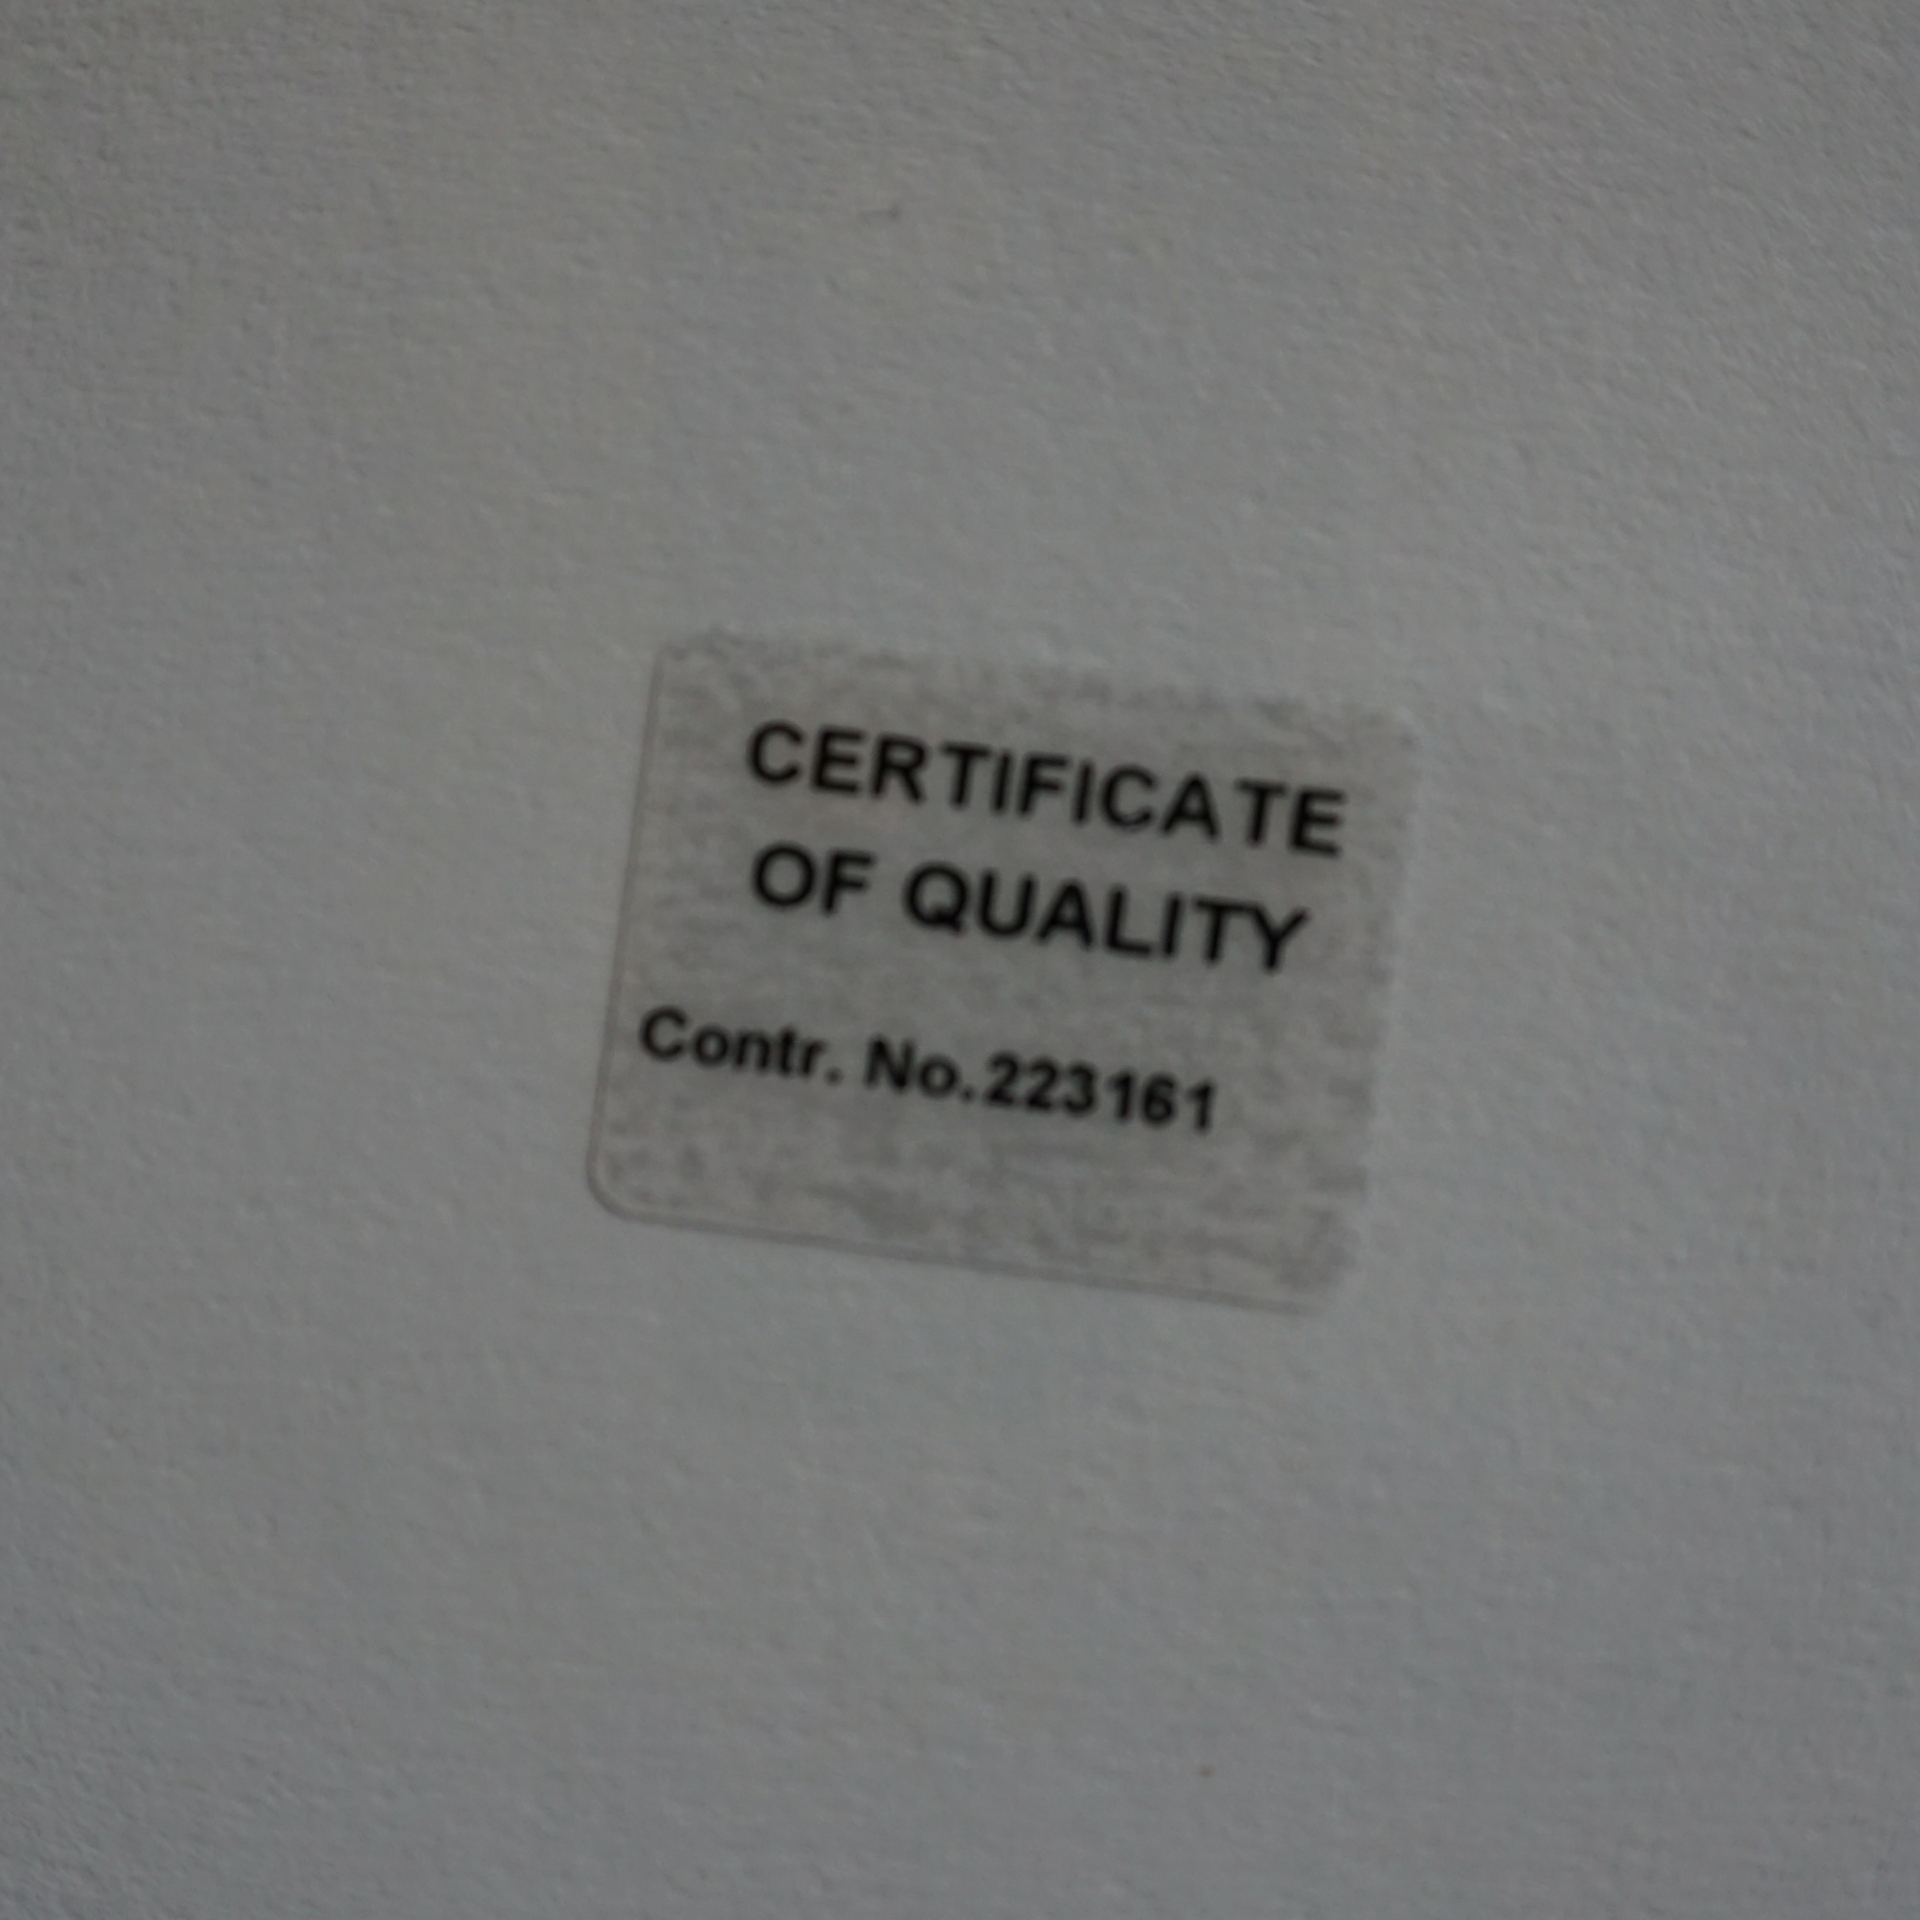 CERTIFICATE
OF QUALITY
Contr. No.223161